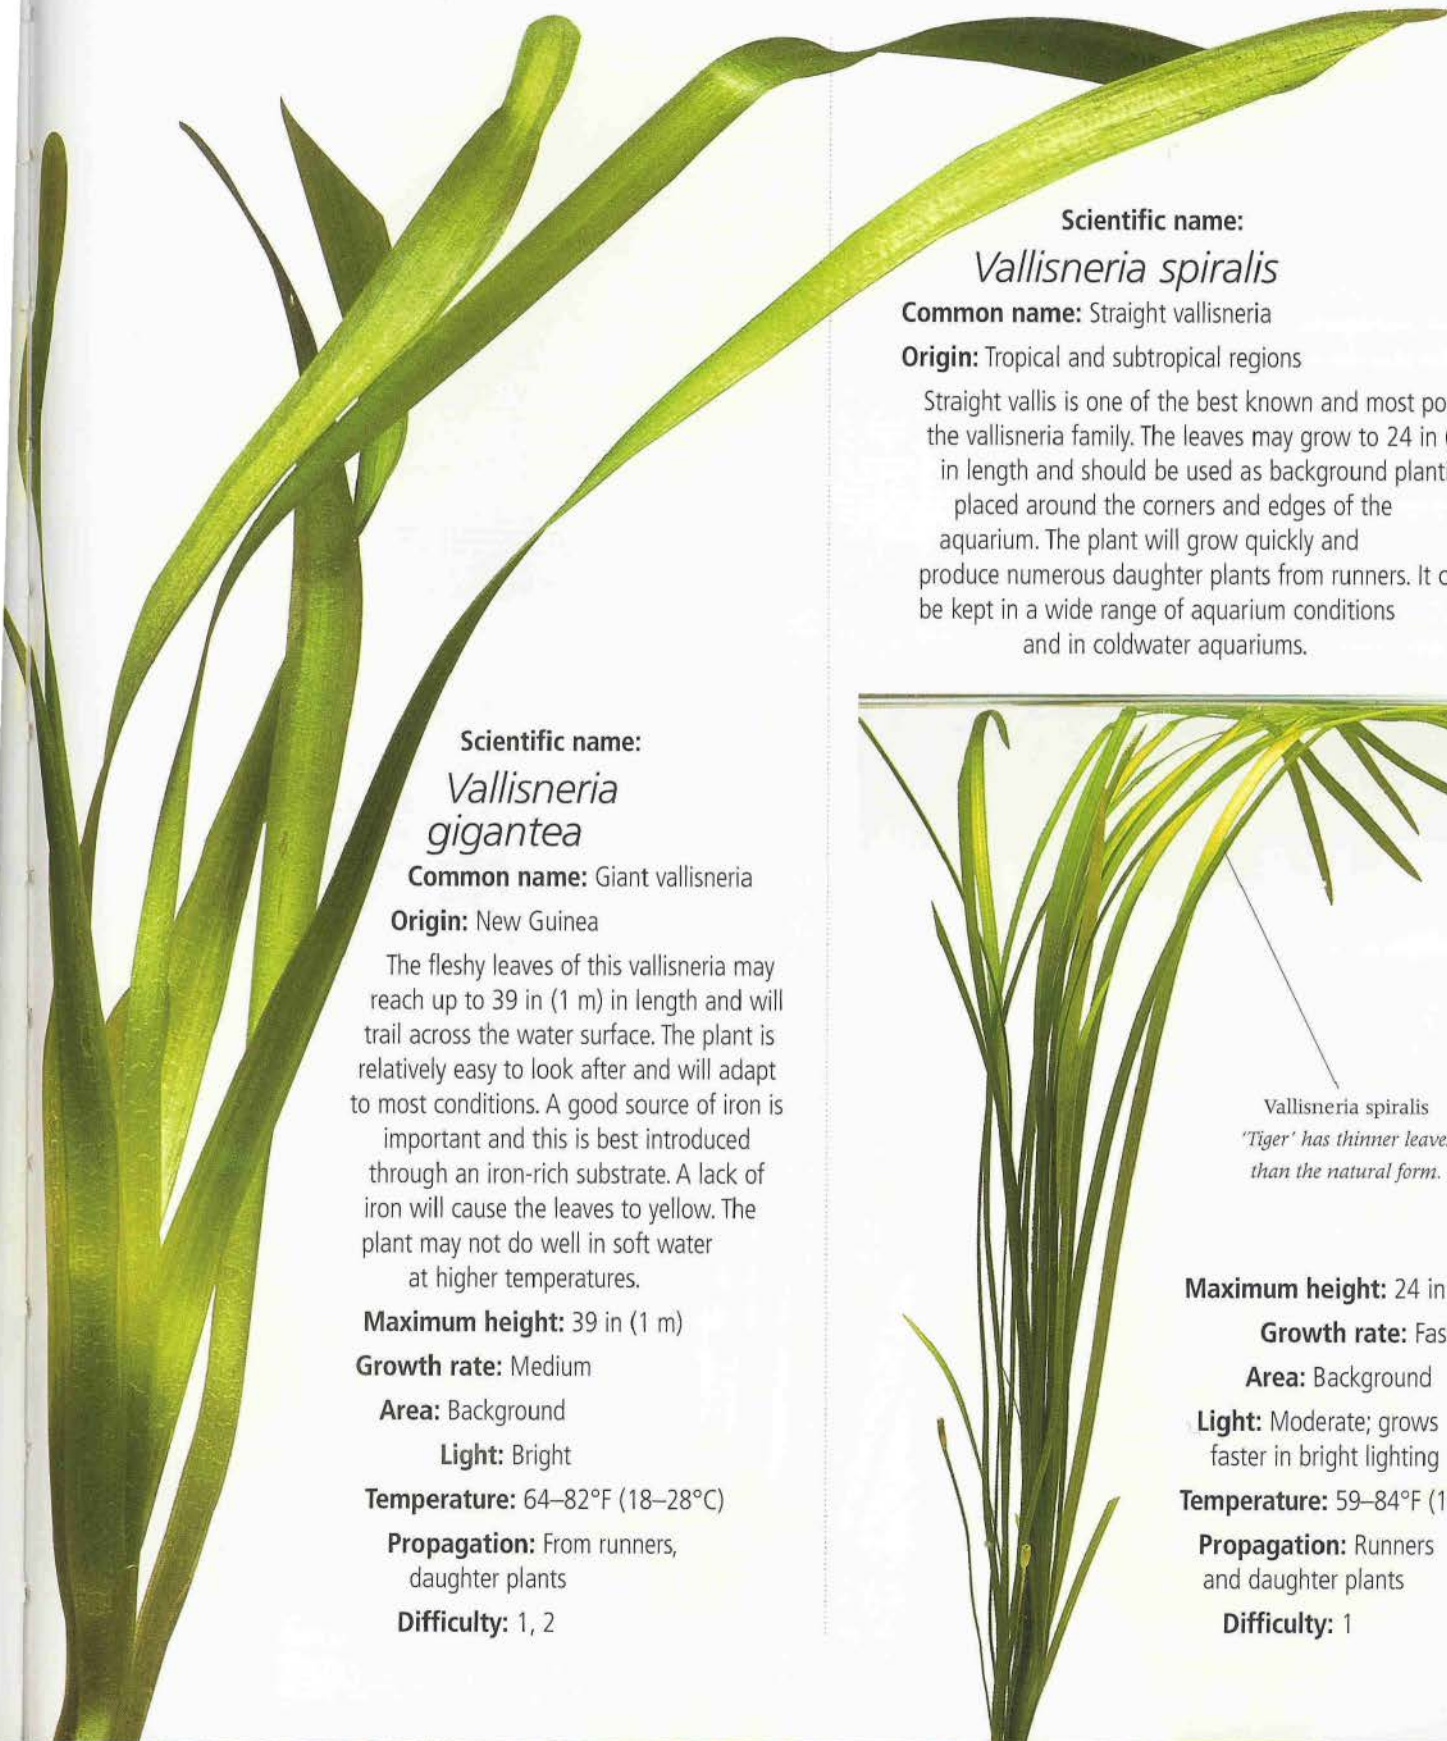 Scientific name:
Vallisneria
gigantea
Common name: Giant vallisneria
Origin: New Guinea
The fleshy leaves of this vallisneria may
reach up to 39 in (1 m) in length and will
trail across the water surface. The plant is
relatively easy to look after and will adapt
to most conditions. A good source of iron is
important and this is best introduced
through an iron-rich substrate. A lack of
iron will cause the leaves to yellow. The
plant may not do well in soft water
at higher temperatures.
Maximum height: 39 in (1 m)
Growth rate: Medium
Area: Background
Light: Bright
Temperature: 64–82°F (18–28°C)
Propagation: From runners,
daughter plants
Difficulty: 1, 2
Scientific name:
Vallisneria spiralis
Common name: Straight vallisneria
Origin: Tropical and subtropical regions
Straight vallis is one of the best known and most
the vallisneria family. The leaves may grow to 24 in
in length and should be used as background
placed around the corners and edges of the
aquarium. The plant will grow quickly and
produce numerous daughter plants from runners. It
be kept in a wide range of aquarium conditions
and in coldwater aquariums.
Vallisneria spiralis
'Tiger' has thinner
than the natural form.
Maximum height: 24 in
Growth rate:
Area: Background
Light: Moderate; grows
faster in bright lighting
Temperature: 59–84°F
Propagation: Runners
and daughter plants
Difficulty: 1